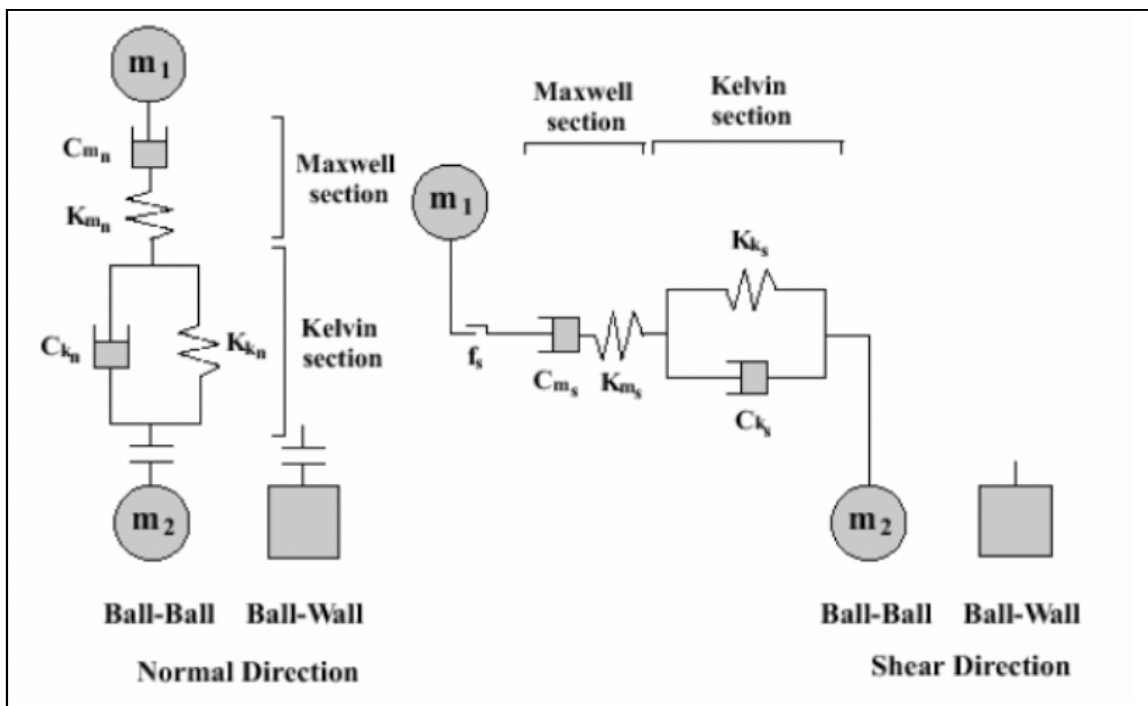 m1
Cmn
Kmn
Maxwell
section
Ckn
Kkn
Kelvin
section
m2
Ball-Ball Ball-Wall
Normal Direction
Maxwell
section
Kelvin
section
m1
fs
Cms
Kms
Kks
Cks
m2
Ball-Ball Ball-Wall
Shear Direction